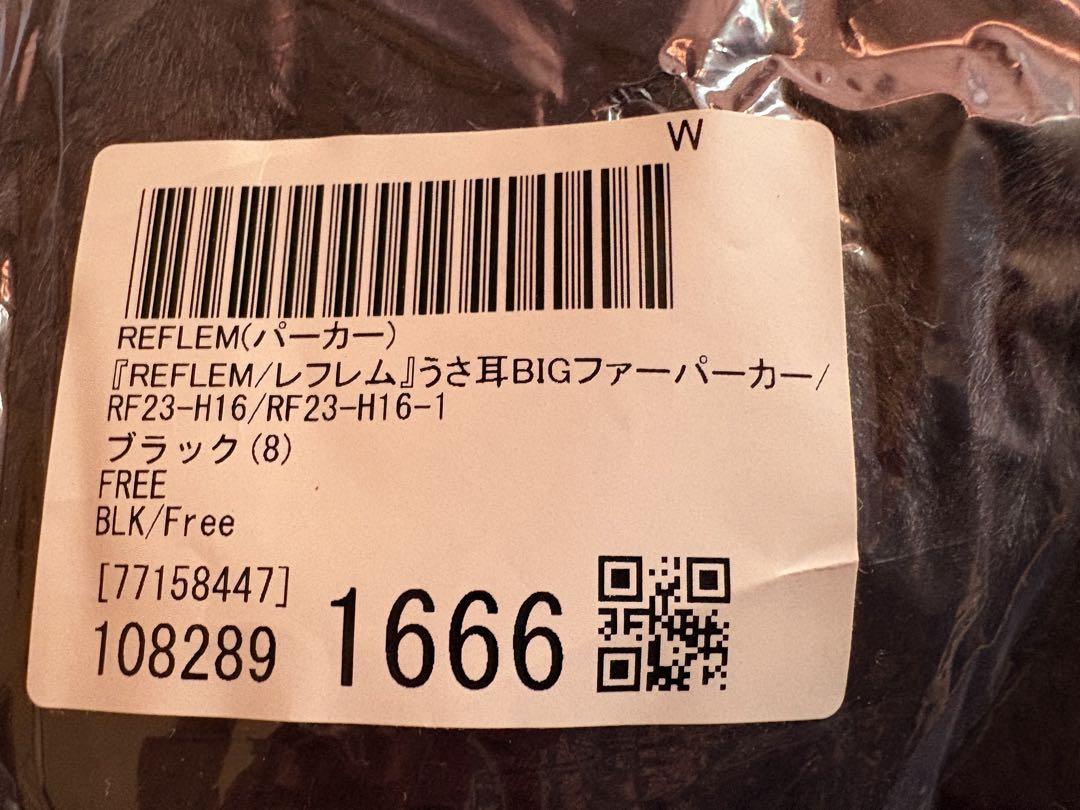 W
REFLEM(パーカー)
『REFLEM/レフレム』うさ耳BIGファーパーカー/
RF23-H16/RF23-H16-1
ブラック(8)
FREE
BLK/Free
[77158447]
108289 1666